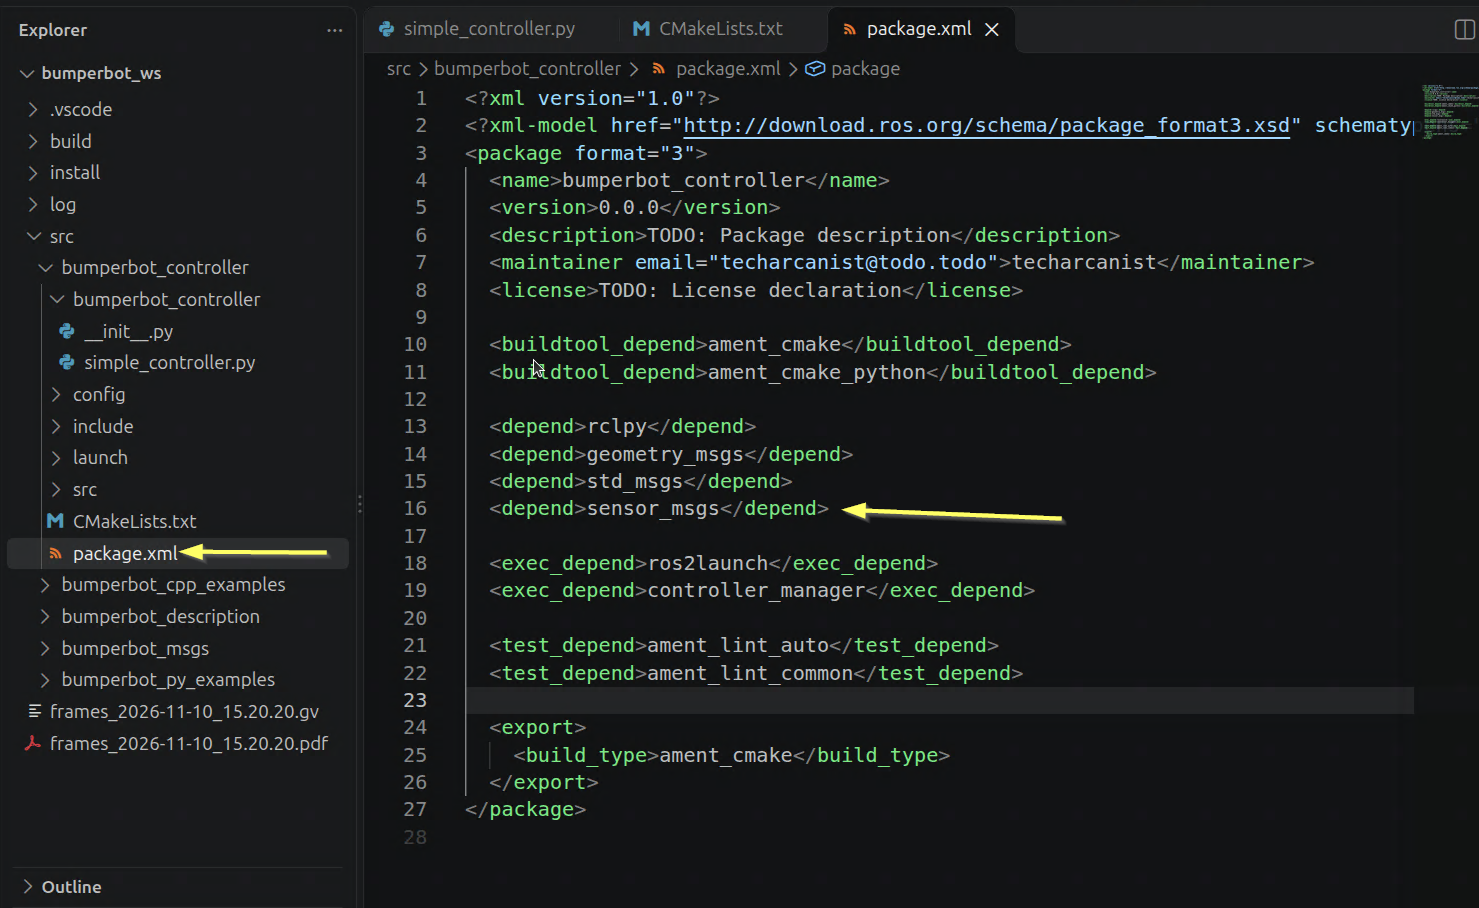 Explorer
bumperbot_ws
.vscode
build
install
log
src
bumperbot_controller
bumperbot_controller
__init__.py
simple_controller.py
config
include
launch
src
CMakeLists.txt
package.xml
bumperbot_cpp_examples
bumperbot_description
bumperbot_msgs
bumperbot_py_examples
frames_2026-11-10_15.20.20.gv
frames_2026-11-10_15.20.20.pdf
Outline
simple_controller.py CMakeLists.txt package.xml
src > bumperbot_controller > package.xml > package
1 <?xml version="1.0"?>
2 <?xml-model href="http://download.ros.org/schema/package_format3.xsd" schematy
3 <package format="3">
4 <name>bumperbot_controller</name>
5 <version>0.0.0</version>
6 <description>TODO: Package description</description>
7 <maintainer email="techarcanist@todo.todo">techarcanist</maintainer>
8 <license>TODO: License declaration</license>
9
10 <buildtool_depend>ament_cmake</buildtool_depend>
11 <buildtool_depend>ament_cmake_python</buildtool_depend>
12
13 <depend>rclpy</depend>
14 <depend>geometry_msgs</depend>
15 <depend>std_msgs</depend>
16 <depend>sensor_msgs</depend>
17
18 <exec_depend>ros2launch</exec_depend>
19 <exec_depend>controller_manager</exec_depend>
20
21 <test_depend>ament_lint_auto</test_depend>
22 <test_depend>ament_lint_common</test_depend>
23
24 <export>
25 <build_type>ament_cmake</build_type>
26 </export>
27 </package>
28